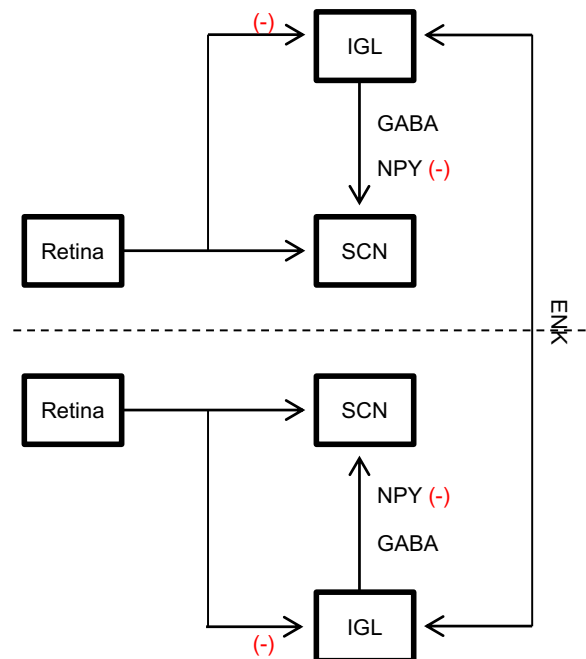 (-)
IGL
GABA
NPY (-)
Retina
SCN
ENK
Retina
SCN
NPY (-)
GABA
(-)
IGL